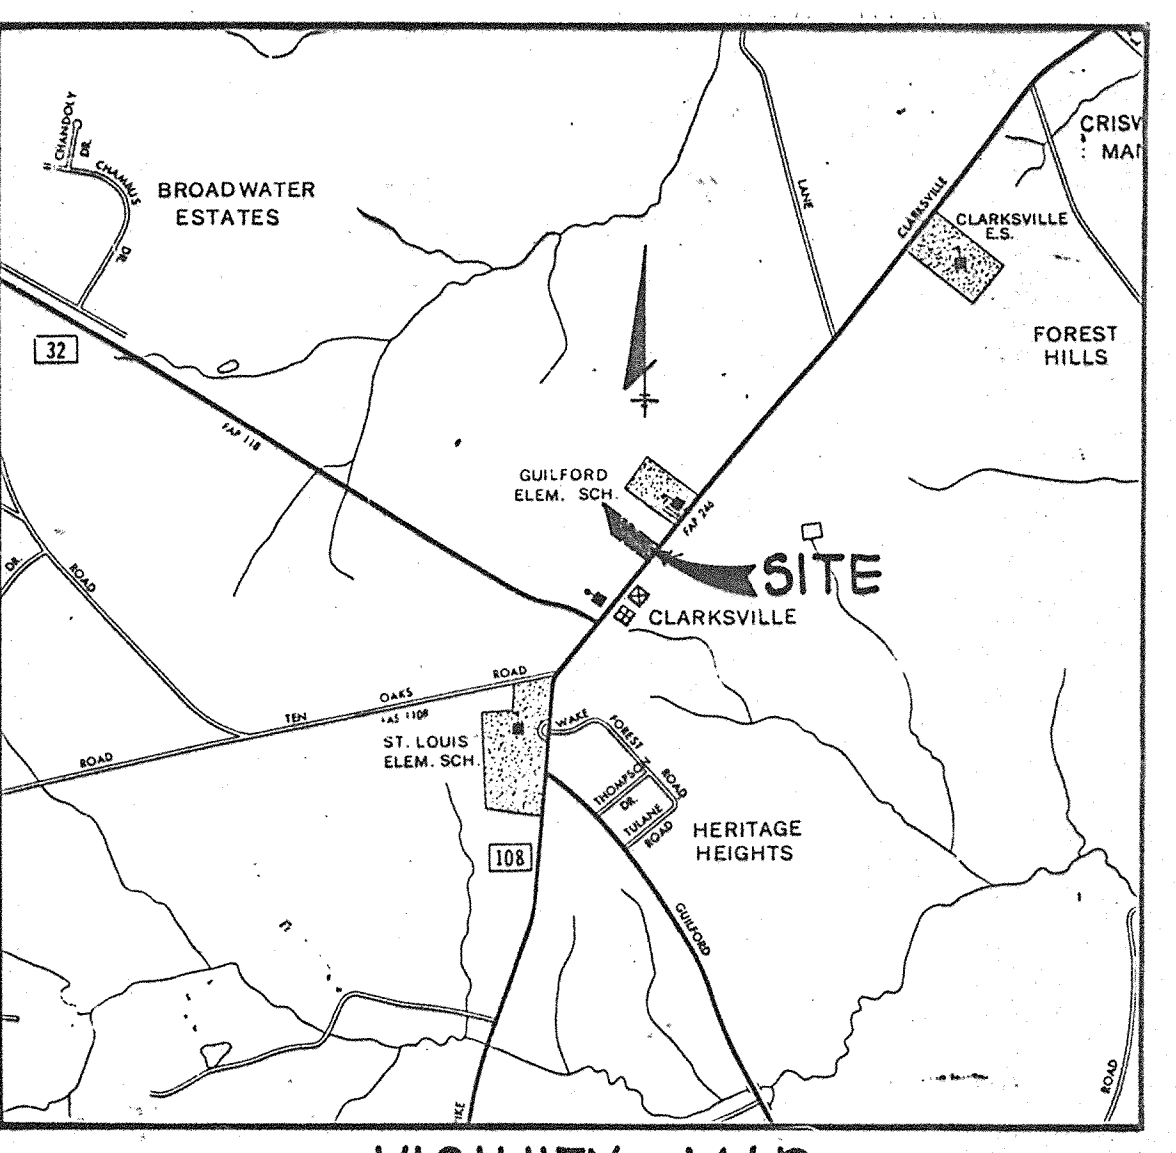 CHANDOLY
DR.
CHAMBUS
DR.
BROADWATER
ESTATES
32
FAP 118
LANE
CLARKSVILLE
CLARKSVILLE
E.S.
FOREST
HILLS
GUILFORD
ELEM. SCH.
FAP 246
SITE
CLARKSVILLE
DR.
ROAD
ROAD
TEN
OAKS
ROAD
FAS 1108
ST. LOUIS
ELEM. SCH.
WAKE
FOREST
ROAD
THOMPSON
DR.
TULANE
ROAD
HERITAGE
HEIGHTS
108
GUILFORD
ROAD